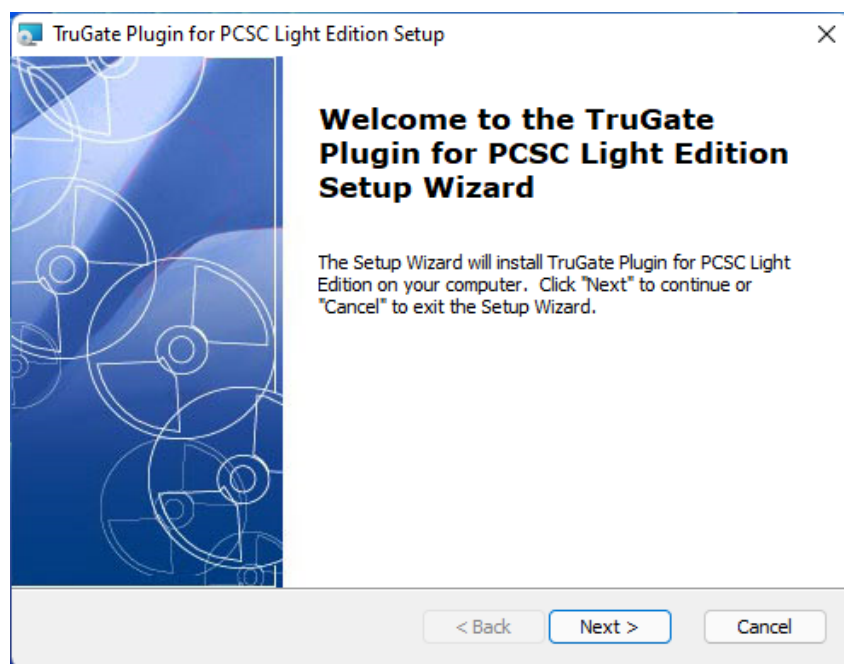 TruGate Plugin for PCSC Light Edition Setup
Welcome to the TruGate
Plugin for PCSC Light Edition
Setup Wizard
The Setup Wizard will install TruGate Plugin for PCSC Light
Edition on your computer. Click "Next" to continue or
"Cancel" to exit the Setup Wizard.
< Back Next > Cancel